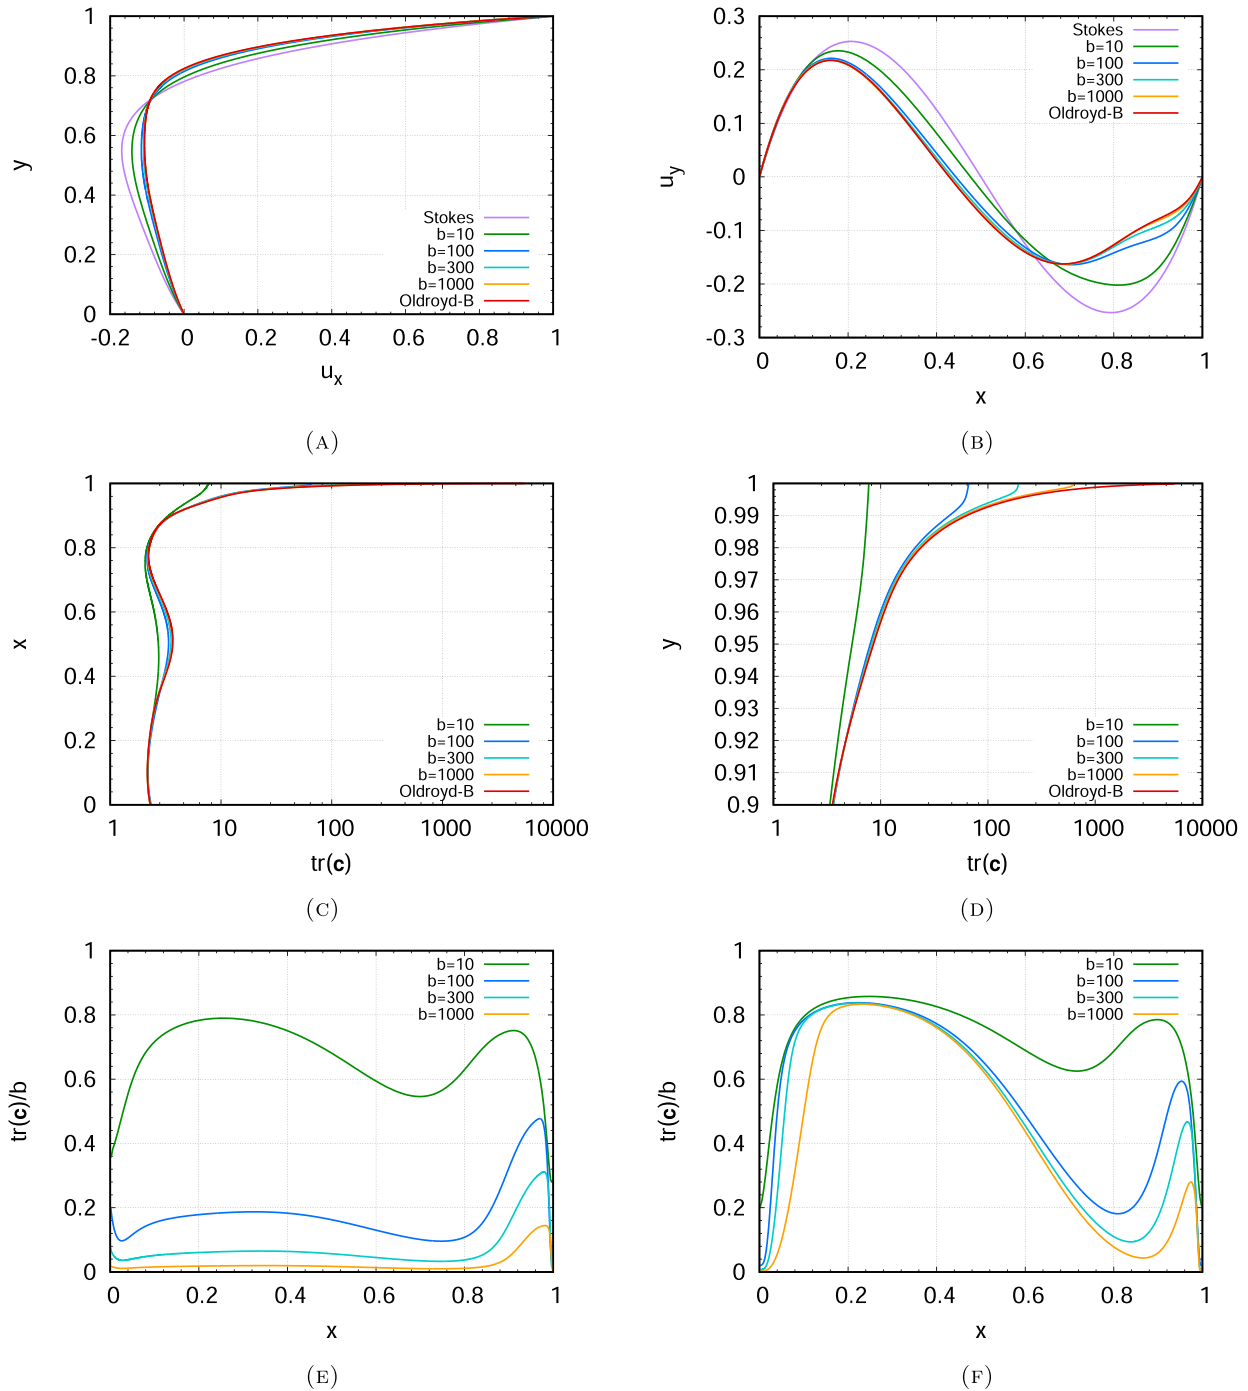 1
0.8
0.6
0.4
0.2
0
y
-0.2
0
0.2
0.4
0.6
0.8
1
u_x
Stokes
b=10
b=100
b=300
b=1000
Oldroyd-B
(A)
0.3
0.2
0.1
0
-0.1
-0.2
-0.3
u_y
0
0.2
0.4
0.6
0.8
1
x
Stokes
b=10
b=100
b=300
b=1000
Oldroyd-B
(B)
1
0.8
0.6
0.4
0.2
0
x
1
10
100
1000
10000
tr(c)
b=10
b=100
b=300
b=1000
Oldroyd-B
(C)
1
0.99
0.98
0.97
0.96
0.95
0.94
0.93
0.92
0.91
0.9
y
1
10
100
1000
10000
tr(c)
b=10
b=100
b=300
b=1000
Oldroyd-B
(D)
1
0.8
0.6
0.4
0.2
0
tr(c)/b
0
0.2
0.4
0.6
0.8
1
x
b=10
b=100
b=300
b=1000
(E)
1
0.8
0.6
0.4
0.2
0
tr(c)/b
0
0.2
0.4
0.6
0.8
1
x
b=10
b=100
b=300
b=1000
(F)